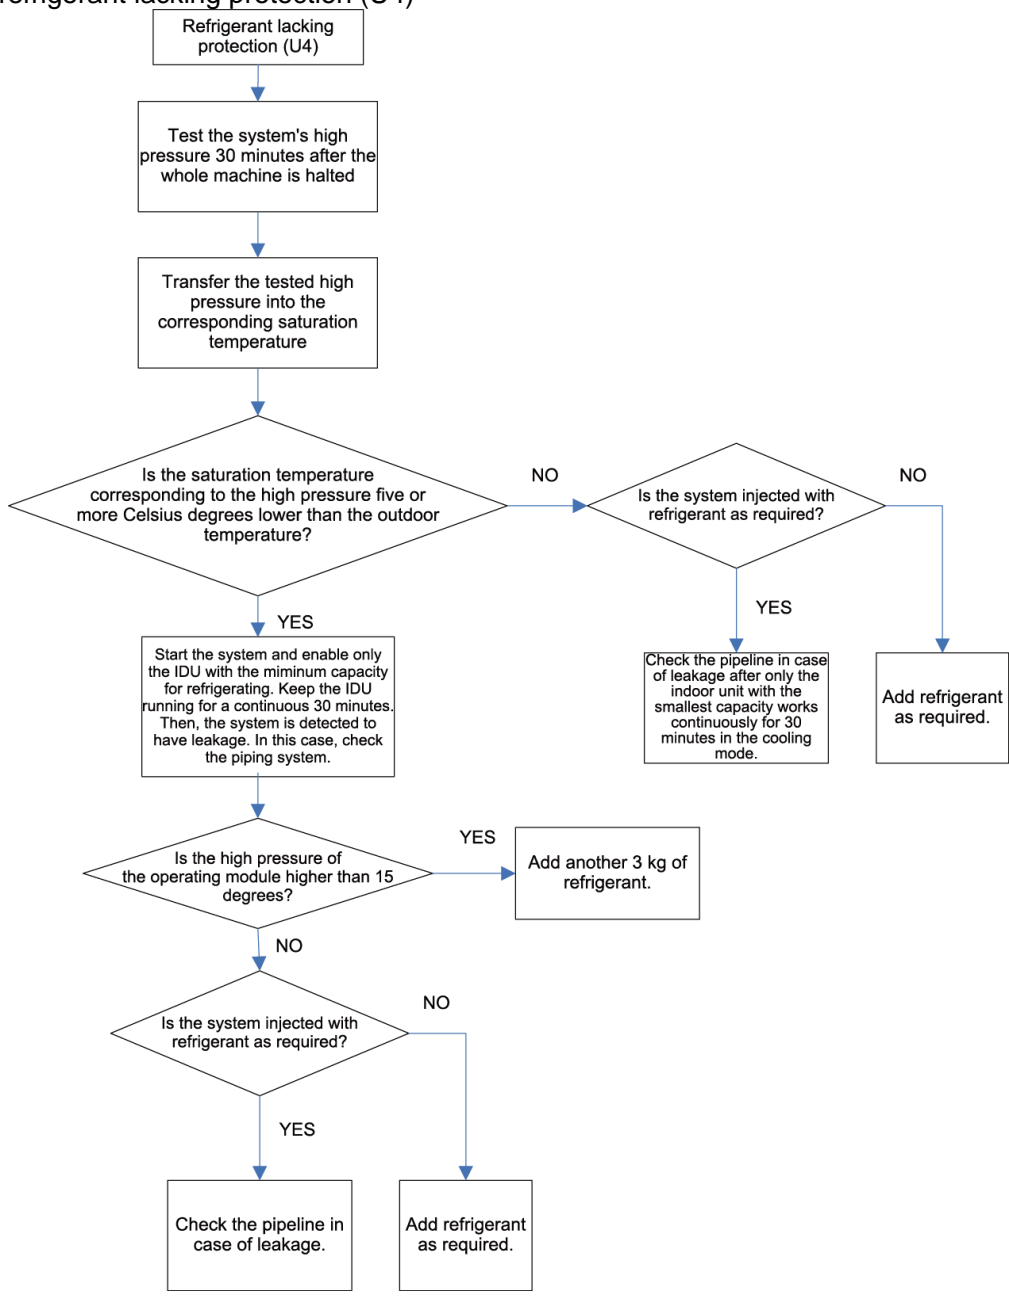 refrigerant lacking protection (U4)
Refrigerant lacking
protection (U4)
Test the system's high
pressure 30 minutes after the
whole machine is halted
Transfer the tested high
pressure into the
corresponding saturation
temperature
Is the saturation temperature
corresponding to the high pressure five or
more Celsius degrees lower than the outdoor
temperature?
NO
Is the system injected with
refrigerant as required?
NO
YES
YES
Start the system and enable only
the IDU with the miminum capacity
for refrigerating. Keep the IDU
running for a continuous 30 minutes.
Then, the system is detected to
have leakage. In this case, check
the piping system.
Check the pipeline in case
of leakage after only the
indoor unit with the
smallest capacity works
continuously for 30
minutes in the cooling
mode.
Add refrigerant
as required.
Is the high pressure of
the operating module higher than 15
degrees?
YES
Add another 3 kg of
refrigerant.
NO
Is the system injected with
refrigerant as required?
NO
YES
Check the pipeline in
case of leakage.
Add refrigerant
as required.